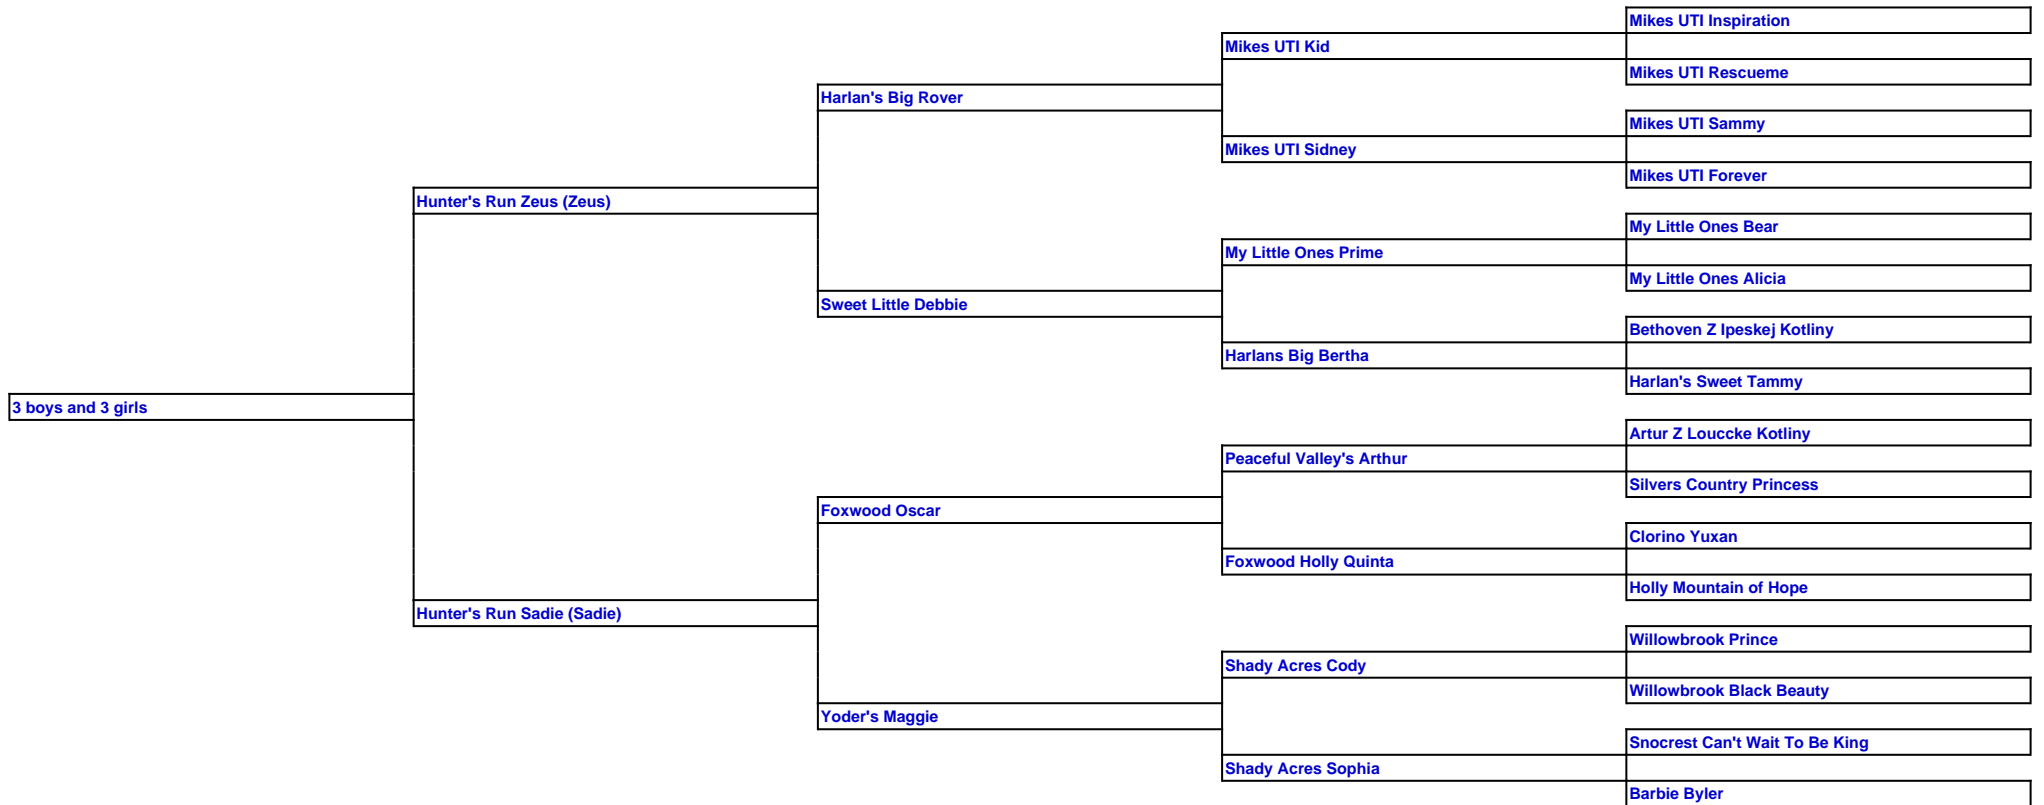 Mikes UTI Inspiration
Mikes UTI Kid
Mikes UTI Rescueme
Harlan's Big Rover
Mikes UTI Sammy
Mikes UTI Sidney
Mikes UTI Forever
Hunter's Run Zeus (Zeus)
My Little Ones Bear
My Little Ones Prime
My Little Ones Alicia
Sweet Little Debbie
Bethoven Z Ipeskej Kotliny
Harlans Big Bertha
Harlan's Sweet Tammy
3 boys and 3 girls
Artur Z Louccke Kotliny
Peaceful Valley's Arthur
Silvers Country Princess
Foxwood Oscar
Clorino Yuxan
Foxwood Holly Quinta
Holly Mountain of Hope
Hunter's Run Sadie (Sadie)
Willowbrook Prince
Shady Acres Cody
Willowbrook Black Beauty
Yoder's Maggie
Snocrest Can't Wait To Be King
Shady Acres Sophia
Barbie Byler